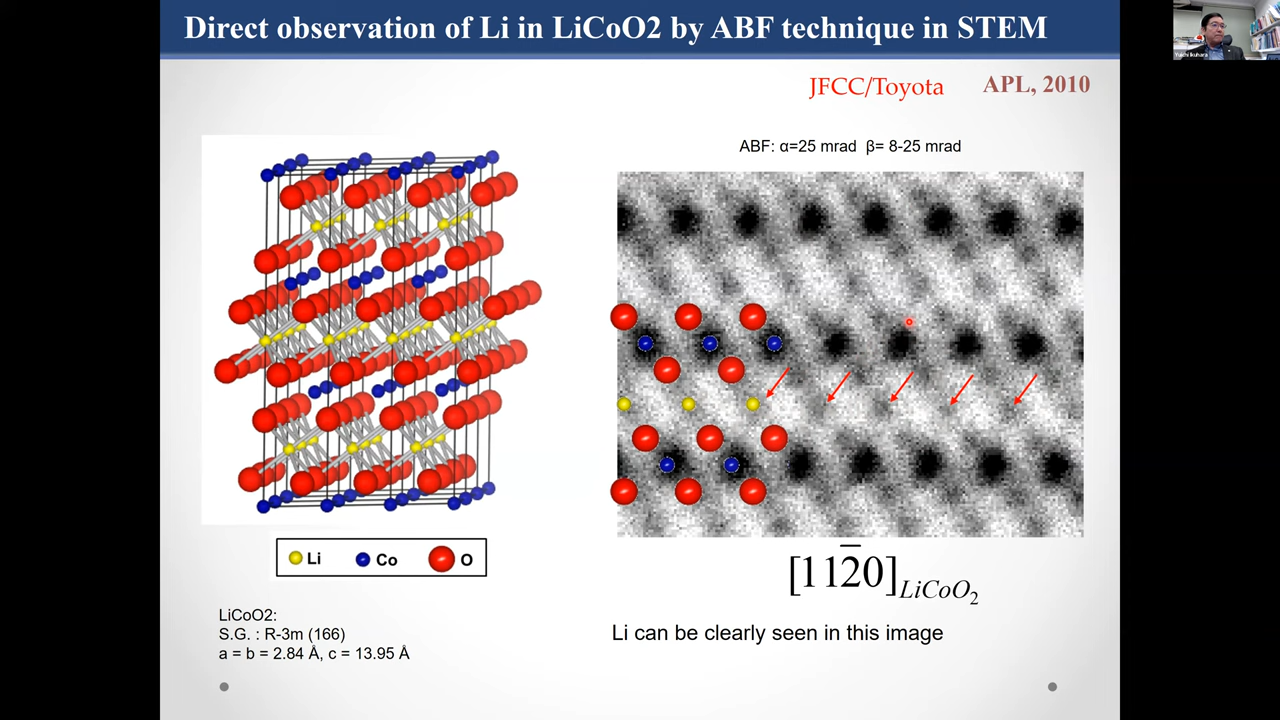 Direct observation of Li in LiCoO2 by ABF technique in STEM
Yuichi Ikuhara
JFCC/Toyota
APL, 2010
ABF: α=25 mrad β= 8-25 mrad
Li
Co
O
[112̅0]LiCoO₂
LiCoO2:
S.G. : R-3m (166)
a = b = 2.84 Å, c = 13.95 Å
Li can be clearly seen in this image